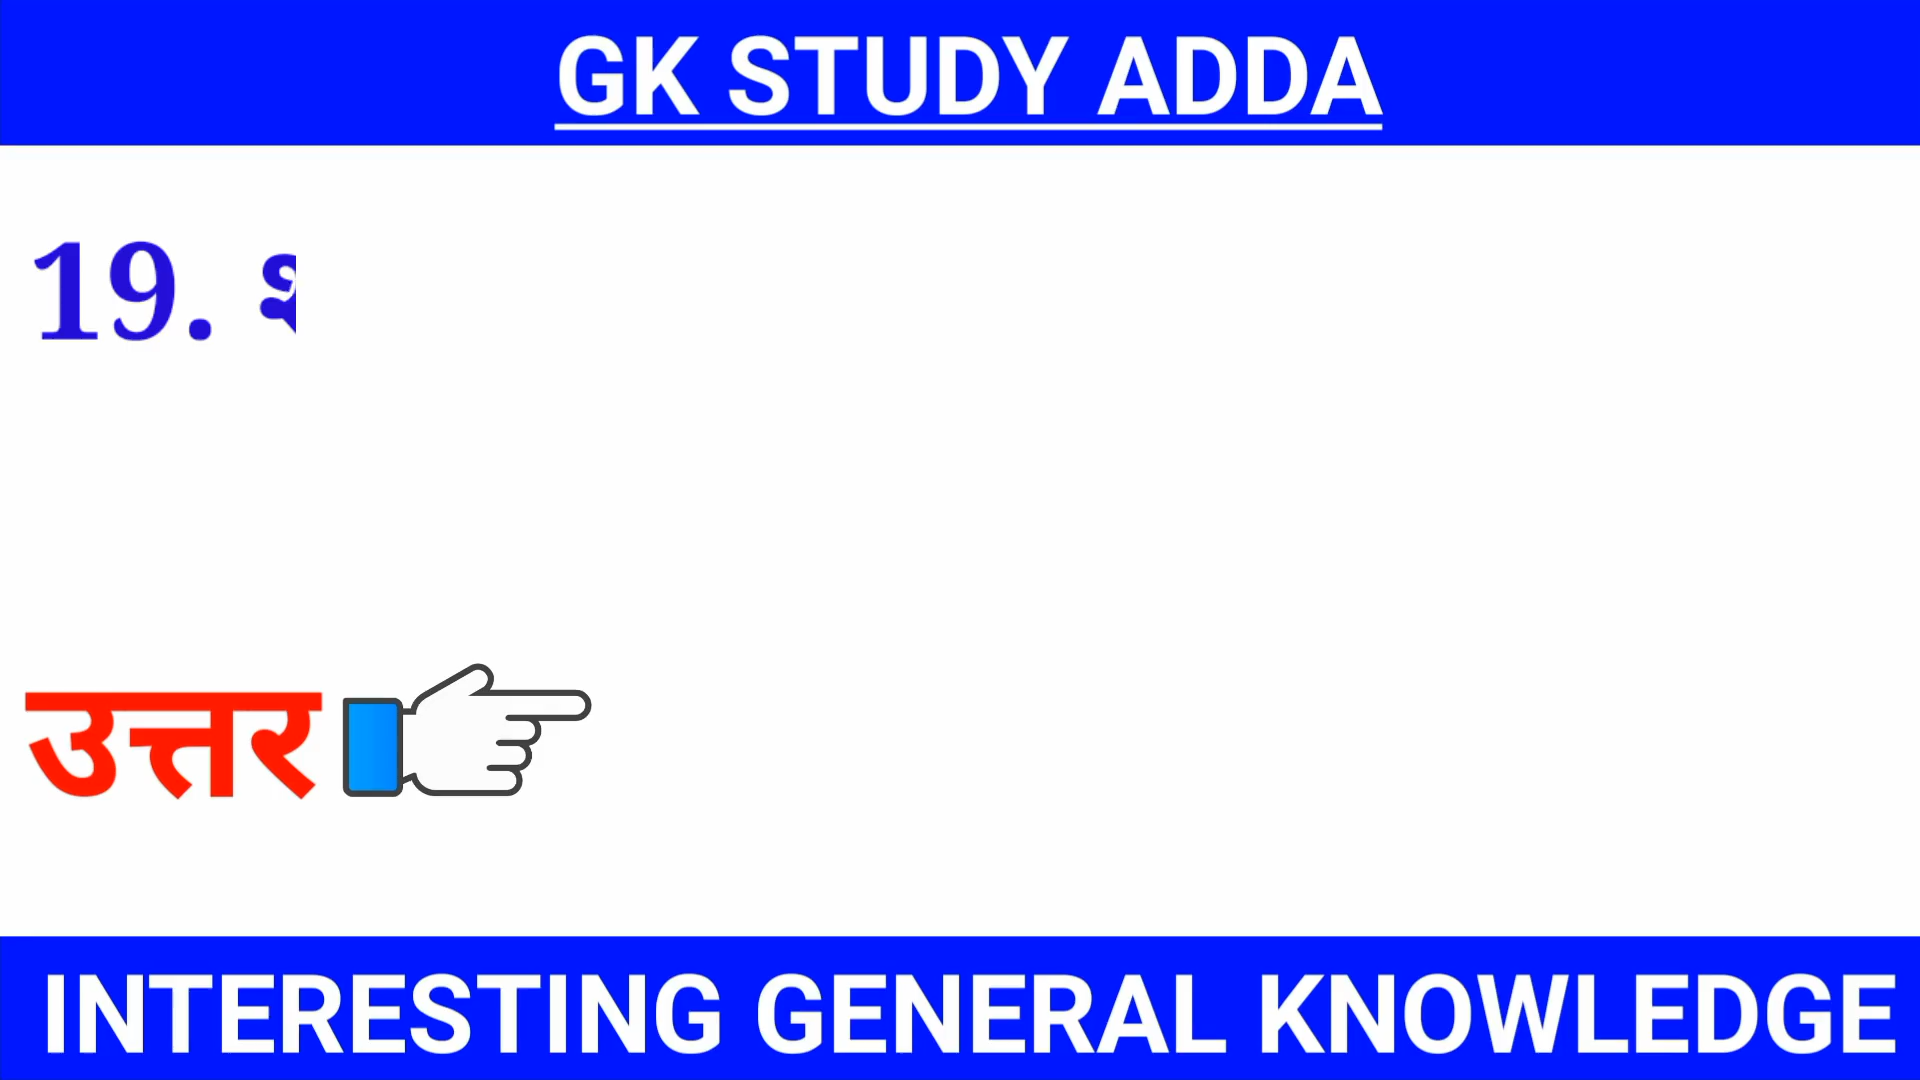 GK STUDY ADDA
19.
उत्तर
INTERESTING GENERAL KNOWLEDGE